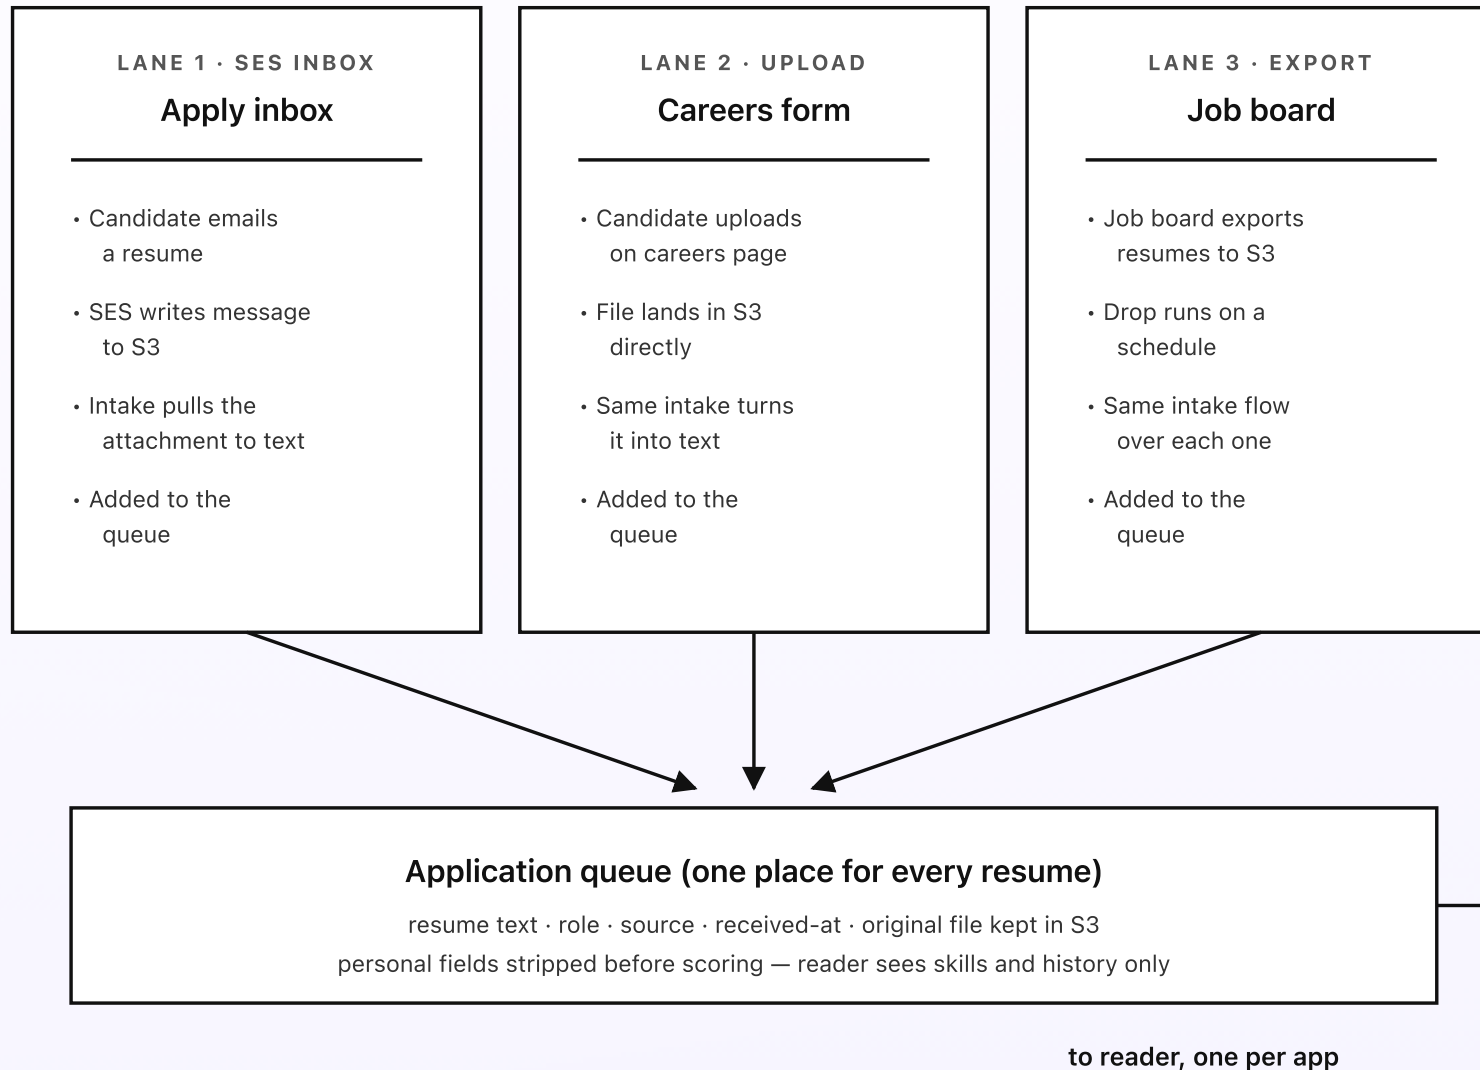 LANE 1 · SES INBOX
Apply inbox
• Candidate emails
a resume
• SES writes message
to S3
• Intake pulls the
attachment to text
• Added to the
queue
LANE 2 · UPLOAD
Careers form
• Candidate uploads
on careers page
• File lands in S3
directly
• Same intake turns
it into text
• Added to the
queue
LANE 3 · EXPORT
Job board
• Job board exports
resumes to S3
• Drop runs on a
schedule
• Same intake flow
over each one
• Added to the
queue
Application queue (one place for every resume)
resume text · role · source · received-at · original file kept in S3
personal fields stripped before scoring — reader sees skills and history only
to reader, one per app